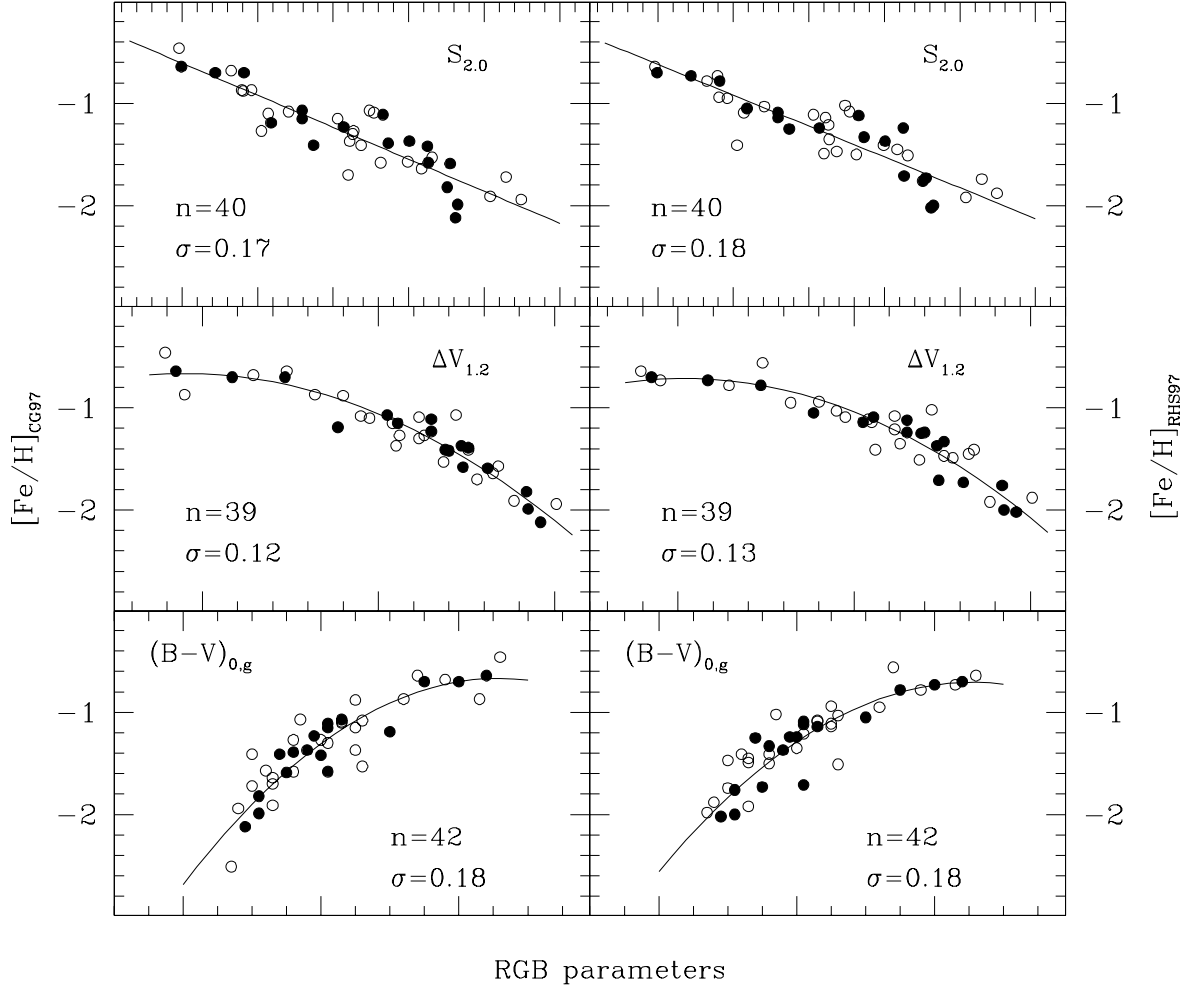 S2.0
S2.0
−1
−1
−2
−2
n=40
σ=0.17
n=40
σ=0.18
ΔV1.2
ΔV1.2
−1
−1
[Fe/H]CG97
[Fe/H]RHS97
−2
−2
n=39
σ=0.12
n=39
σ=0.13
(B−V)0,g
(B−V)0,g
−1
−1
−2
−2
n=42
σ=0.18
n=42
σ=0.18
RGB parameters